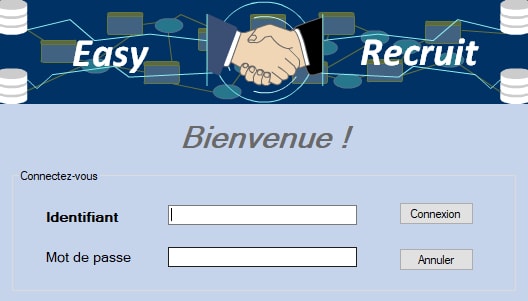 Easy Recruit
Bienvenue !
Connectez-vous
Identifiant
Connexion
Mot de passe
Annuler